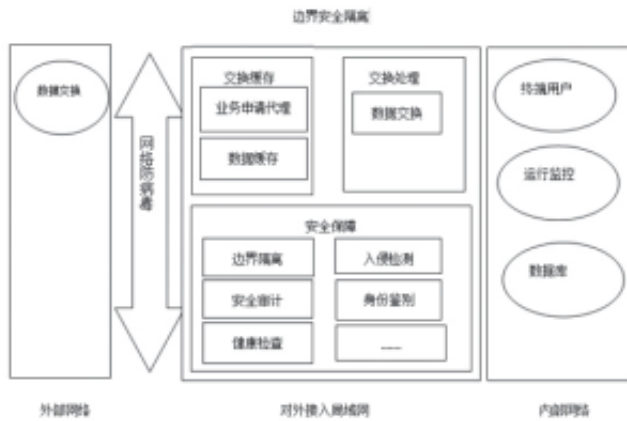 边界安全隔离
数据交换
网络防病毒
交换缓存
业务申请代理
数据缓存
交换处理
数据交换
安全保障
边界隔离
入侵检测
安全审计
身份鉴别
健康检查
......
终端用户
运行监控
数据库
外部网络
对外接入局域网
内部网络